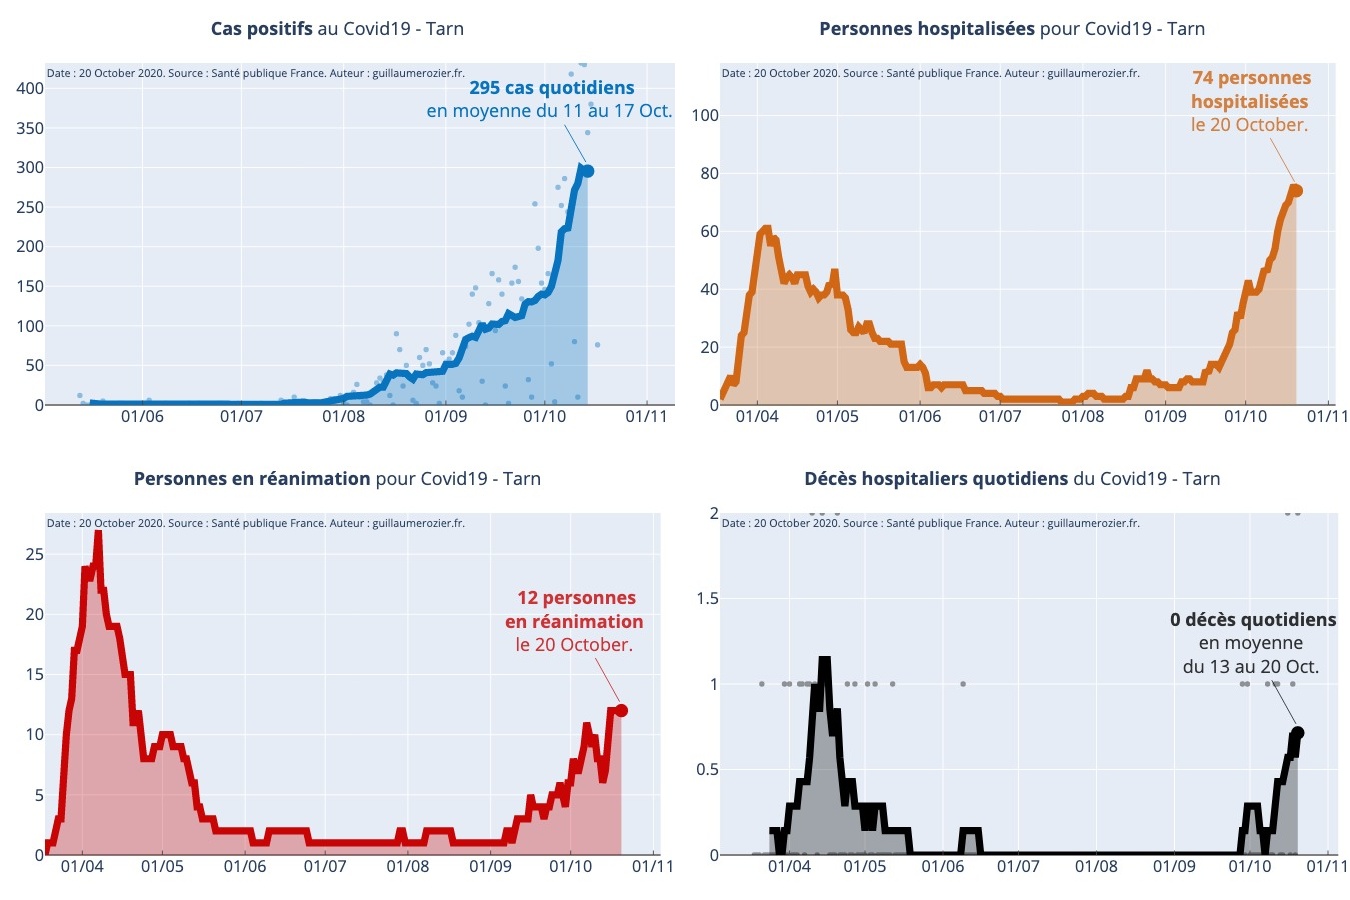 Cas positifs au Covid19 - Tarn
Date : 20 October 2020. Source : Santé publique France. Auteur : guillaumerozier.fr.
295 cas quotidiens
en moyenne du 11 au 17 Oct.
400
350
300
250
200
150
100
50
0
01/06
01/07
01/08
01/09
01/10
01/11
Personnes hospitalisées pour Covid19 - Tarn
Date : 20 October 2020. Source : Santé publique France. Auteur : guillaumerozier.fr.
74 personnes
hospitalisées
le 20 October.
100
80
60
40
20
0
01/04
01/05
01/06
01/07
01/08
01/09
01/10
01/11
Personnes en réanimation pour Covid19 - Tarn
Date : 20 October 2020. Source : Santé publique France. Auteur : guillaumerozier.fr.
12 personnes
en réanimation
le 20 October.
25
20
15
10
5
0
01/04
01/05
01/06
01/07
01/08
01/09
01/10
01/11
Décès hospitaliers quotidiens du Covid19 - Tarn
Date : 20 October 2020. Source : Santé publique France. Auteur : guillaumerozier.fr.
0 décès quotidiens
en moyenne
du 13 au 20 Oct.
2
1.5
1
0.5
0
01/04
01/05
01/06
01/07
01/08
01/09
01/10
01/11